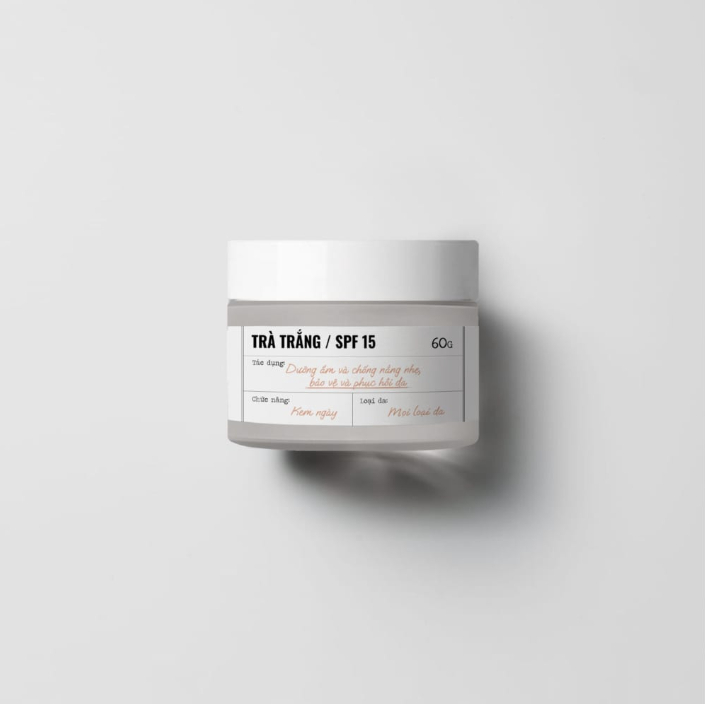 TRÀ TRẮNG / SPF 15 60G
Tác dụng: Dưỡng ẩm và chống nắng nhẹ,
bảo vệ và phục hồi da
Chức năng: Kem ngày
Loại da: Mọi loại da